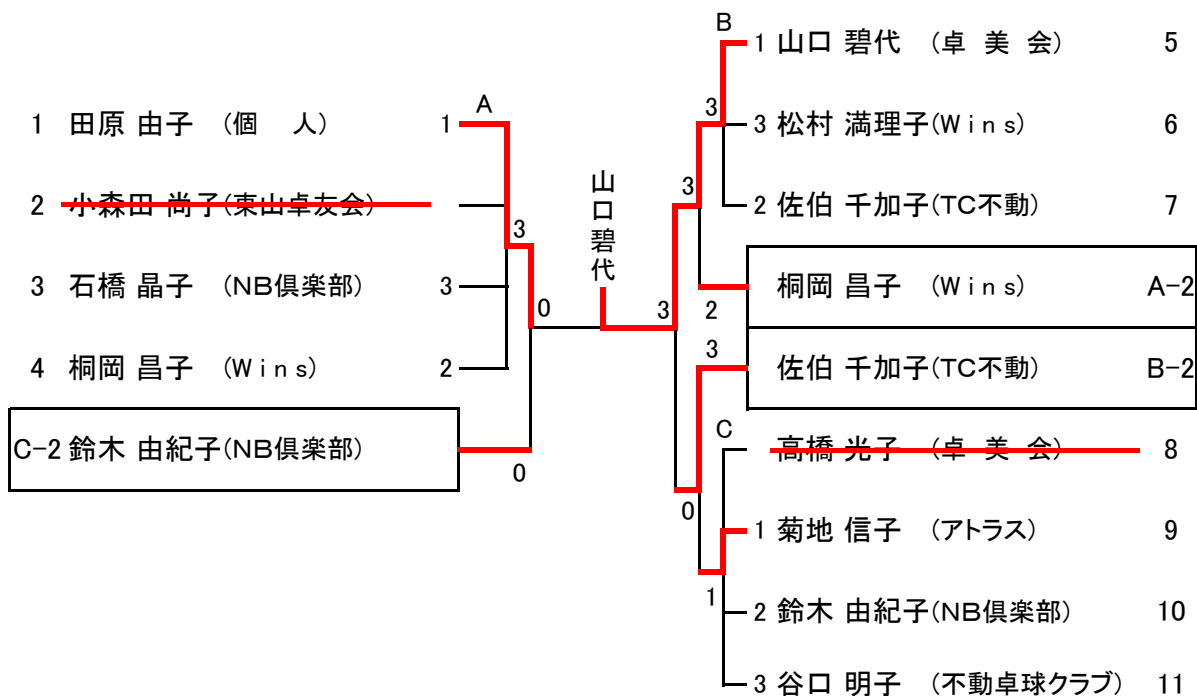 A
1 田原 由子 (個 人) 1
2 小森田 尚子(東山卓友会)
3
3 石橋 晶子 (NB倶楽部) 3
0
4 桐岡 昌子 (Wins) 2
C-2 鈴木 由紀子(NB倶楽部)
0
山口碧代
B
1 山口 碧代 (卓 美 会) 5
3
3 松村 満理子(Wins) 6
3
2 佐伯 千加子(TC不動) 7
桐岡 昌子 (Wins) A-2
3 2
3
佐伯 千加子(TC不動) B-2
C
高橋 光子 (卓 美 会) 8
0
1 菊地 信子 (アトラス) 9
1
2 鈴木 由紀子(NB倶楽部) 10
3 谷口 明子 (不動卓球クラブ) 11